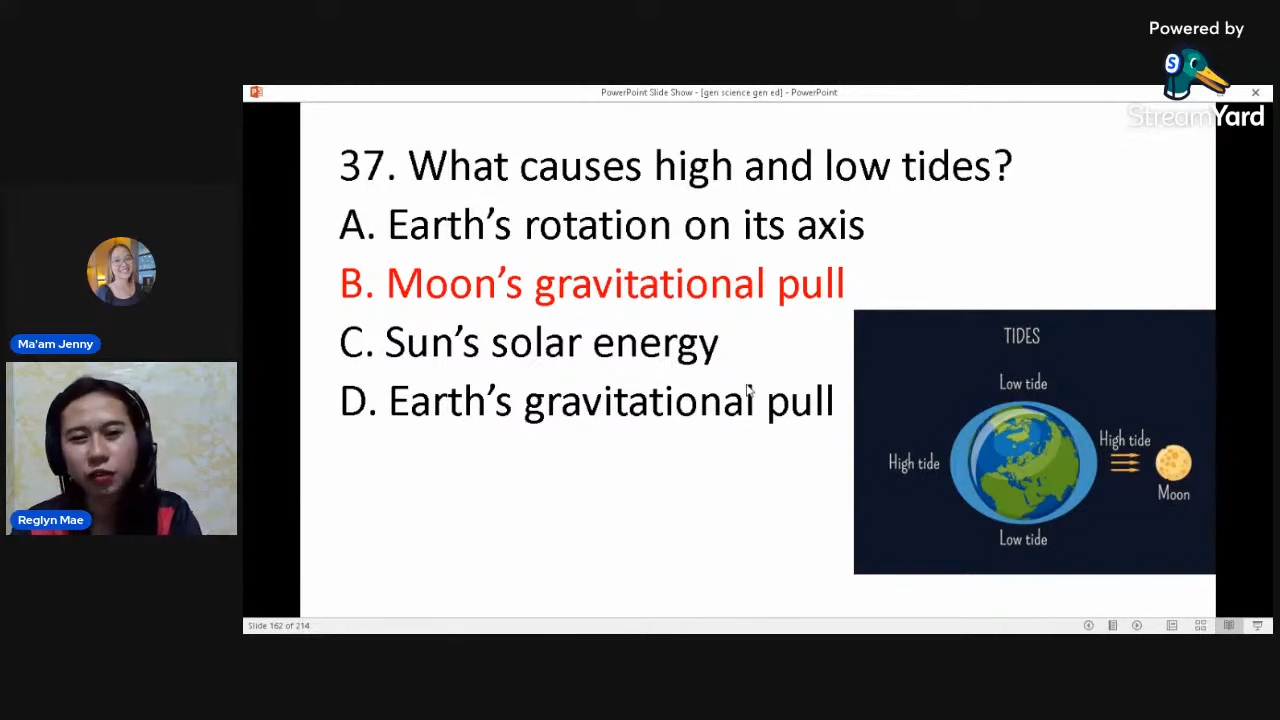 Powered by
StreamYard
PowerPoint Slide Show - [gen science gen ed] - PowerPoint
37. What causes high and low tides?
A. Earth's rotation on its axis
B. Moon's gravitational pull
C. Sun's solar energy
D. Earth's gravitational pull
TIDES
Low tide
High tide
High tide
Moon
Low tide
Ma'am Jenny
Reglyn Mae
Slide 162 of 214